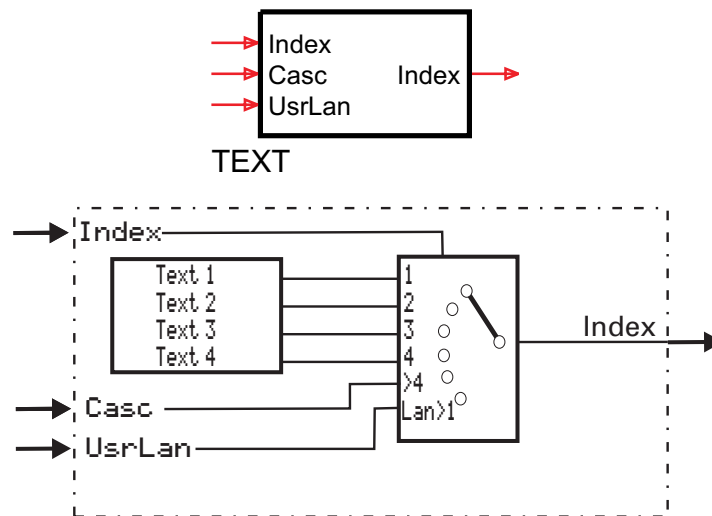 Index
Casc Index
UsrLan
TEXT
Index
Text 1 1
Text 2 2
Text 3 3 Index
Text 4 4
>4
Casc Lan>1
UsrLan